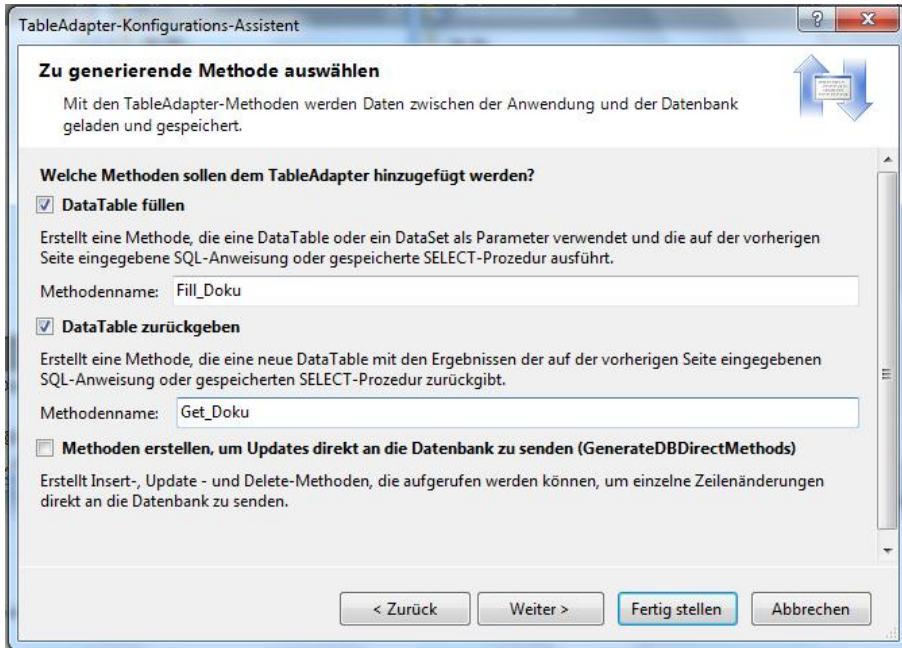 TableAdapter-Konfigurations-Assistent
Zu generierende Methode auswählen
Mit den TableAdapter-Methoden werden Daten zwischen der Anwendung und der Datenbank
geladen und gespeichert.
Welche Methoden sollen dem TableAdapter hinzugefügt werden?
DataTable füllen
Erstellt eine Methode, die eine DataTable oder ein DataSet als Parameter verwendet und die auf der vorherigen
Seite eingegebene SQL-Anweisung oder gespeicherte SELECT-Prozedur ausführt.
Methodenname: Fill_Doku
DataTable zurückgeben
Erstellt eine Methode, die eine neue DataTable mit den Ergebnissen der auf der vorherigen Seite eingegebenen
SQL-Anweisung oder gespeicherten SELECT-Prozedur zurückgibt.
Methodenname: Get_Doku
Methoden erstellen, um Updates direkt an die Datenbank zu senden (GenerateDBDirectMethods)
Erstellt Insert-, Update - und Delete-Methoden, die aufgerufen werden können, um einzelne Zeilenänderungen
direkt an die Datenbank zu senden.
< Zurück Weiter > Fertig stellen Abbrechen